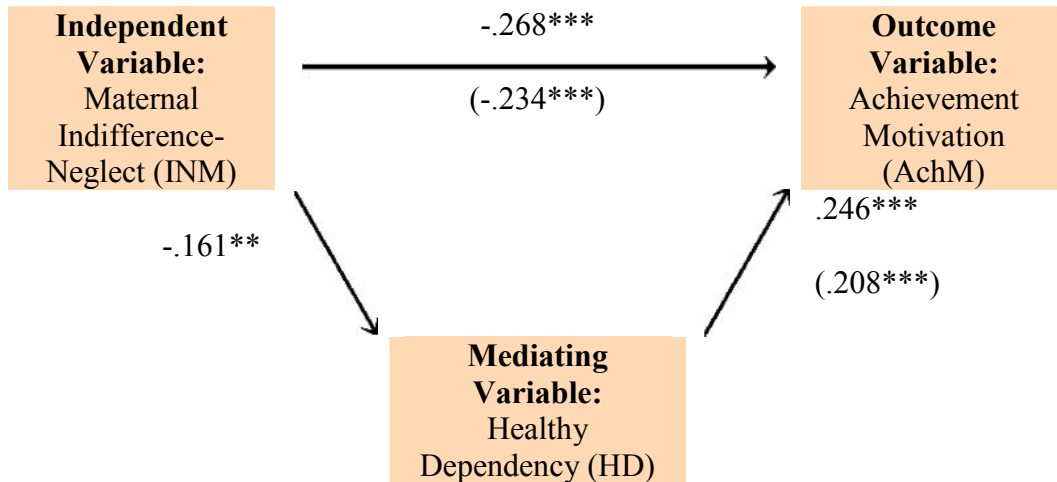 Independent
Variable:
Maternal
Indifference-
Neglect (INM)
-.268***
(-.234***)
Outcome
Variable:
Achievement
Motivation
(AchM)
-.161**
.246***
(.208***)
Mediating
Variable:
Healthy
Dependency (HD)